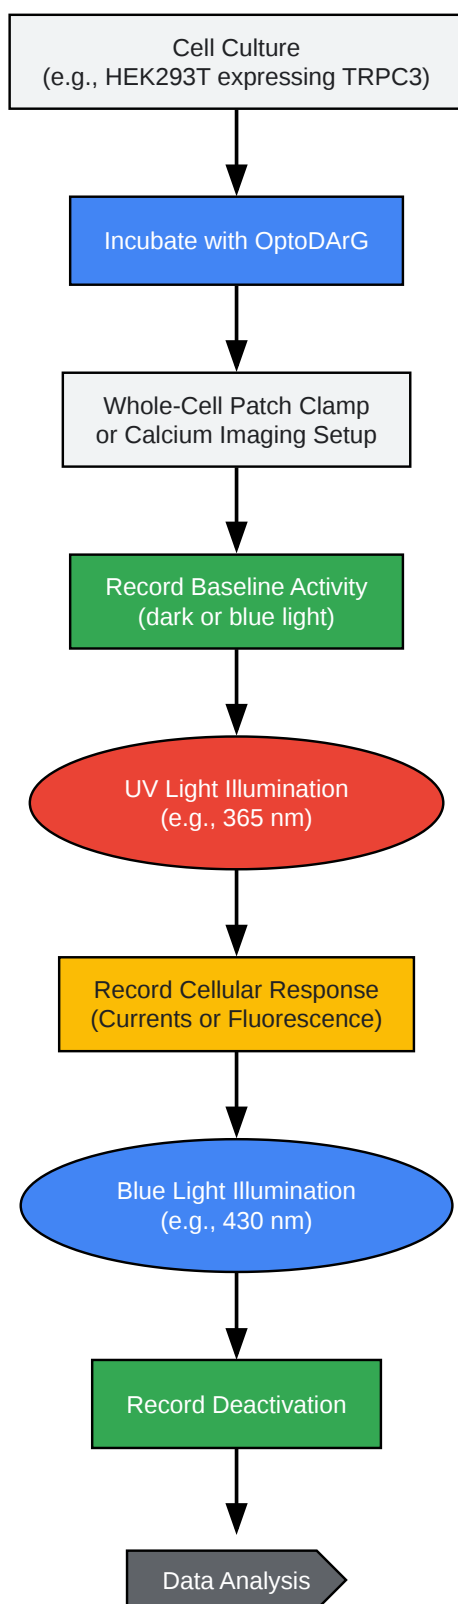 Cell Culture
(e.g., HEK293T expressing TRPC3)
Incubate with OptoDArG
Whole-Cell Patch Clamp
or Calcium Imaging Setup
Record Baseline Activity
(dark or blue light)
UV Light Illumination
(e.g., 365 nm)
Record Cellular Response
(Currents or Fluorescence)
Blue Light Illumination
(e.g., 430 nm)
Record Deactivation
Data Analysis